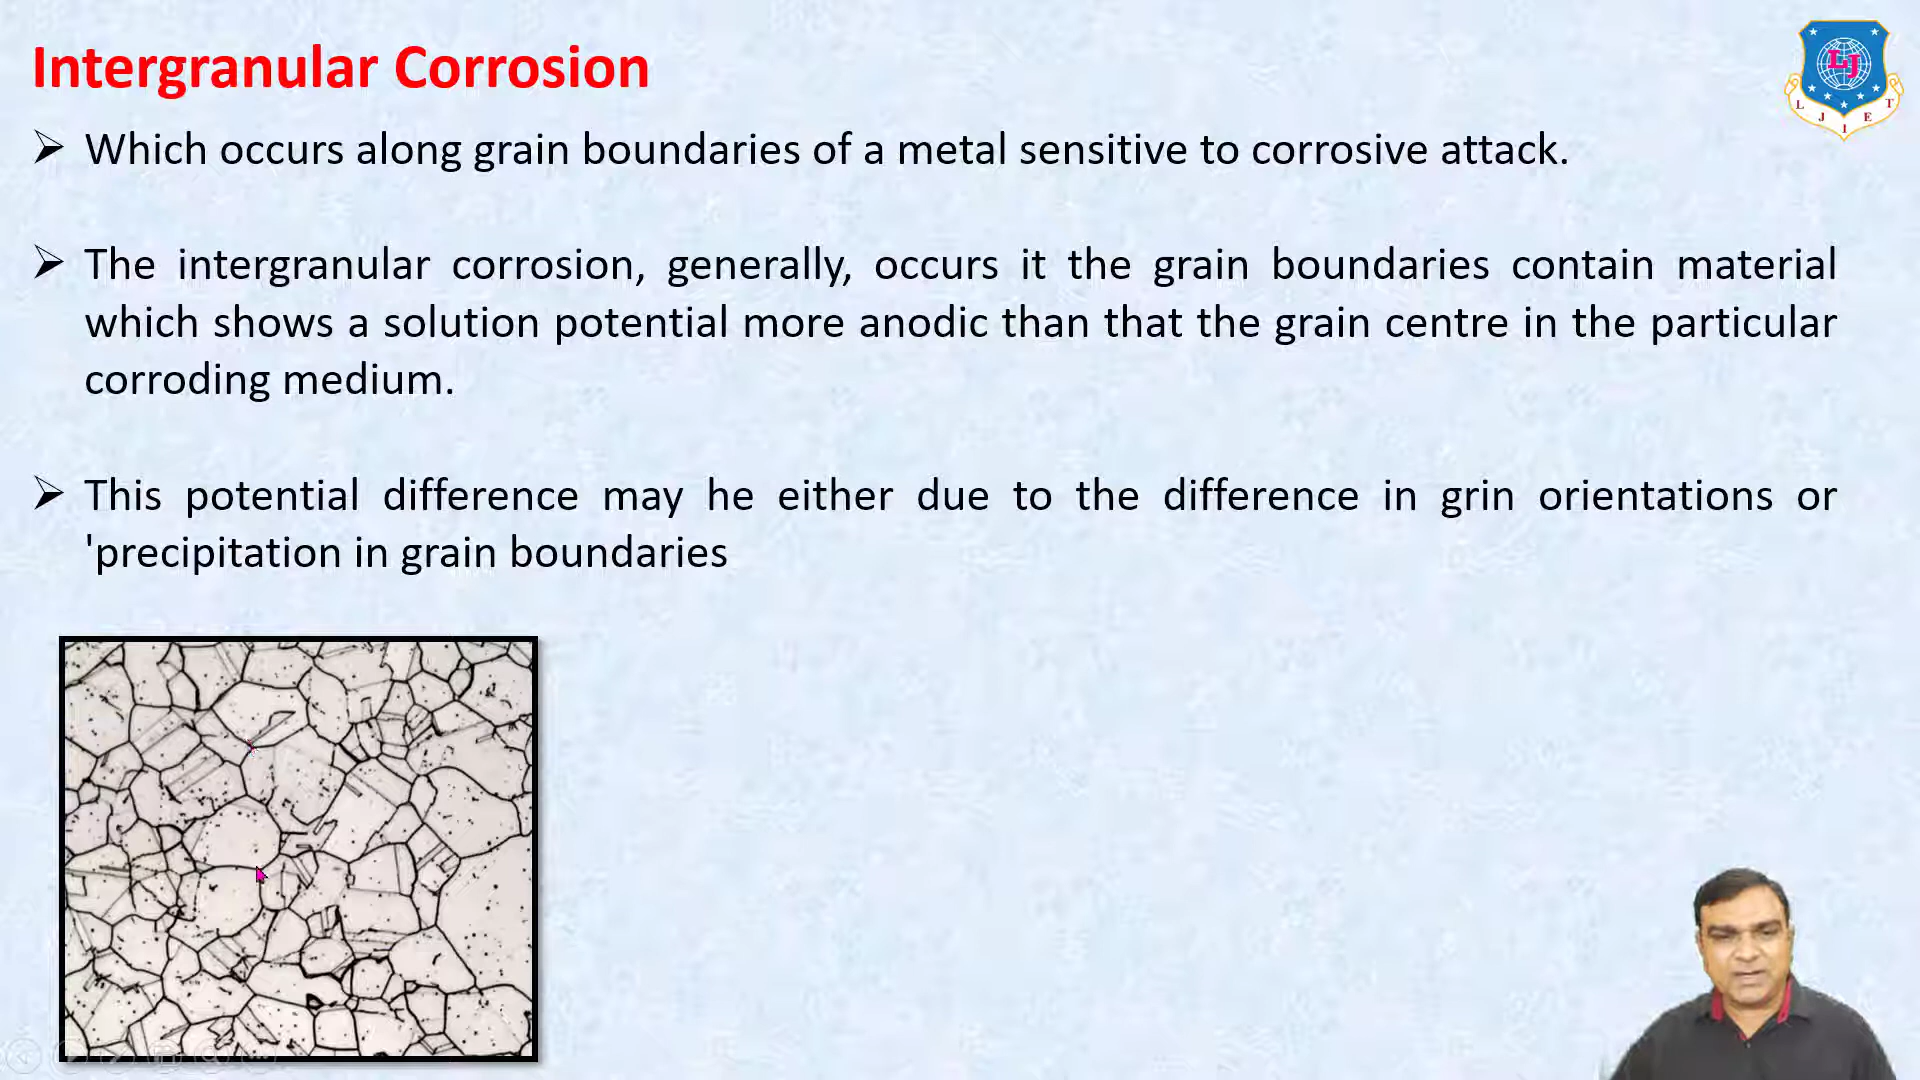 Intergranular Corrosion
➢ Which occurs along grain boundaries of a metal sensitive to corrosive attack.
➢ The intergranular corrosion, generally, occurs it the grain boundaries contain material
which shows a solution potential more anodic than that the grain centre in the particular
corroding medium.
➢ This potential difference may he either due to the difference in grin orientations or
'precipitation in grain boundaries
LJ
L J I E T